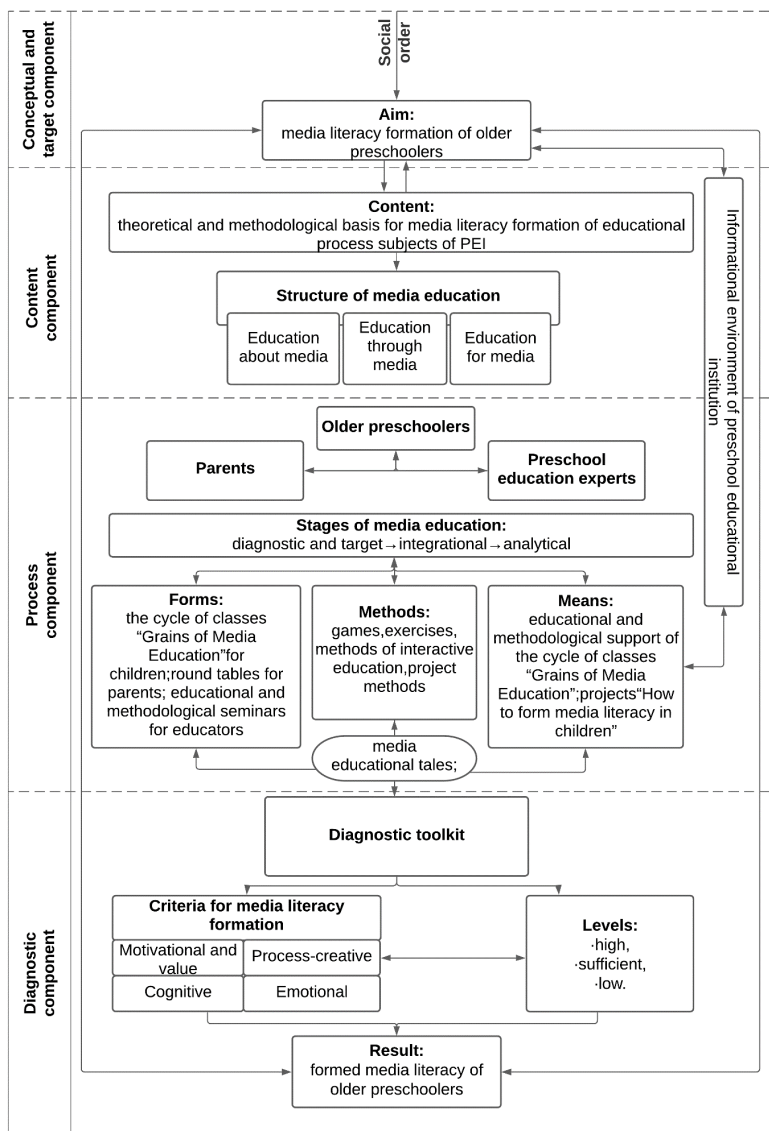 Conceptual and
target component
Social
order
Aim:
media literacy formation of older
preschoolers
Content
component
Content:
theoretical and methodological basis for media literacy formation of educational
process subjects of PEI
Structure of media education
Education
about media
Education
through
media
Education
for media
Informational environment of preschool educational
institution
Process
component
Older preschoolers
Parents
Preschool
education experts
Stages of media education:
diagnostic and target→integrational→analytical
Forms:
the cycle of classes
“Grains of Media
Education”for
children;round tables for
parents; educational and
methodological seminars
for educators
Methods:
games,exercises,
methods of interactive
education,project
methods
Means:
educational and
methodological support of
the cycle of classes
“Grains of Media
Education”;projects“How
to form media literacy in
children”
media
educational tales;
Diagnostic
component
Diagnostic toolkit
Criteria for media literacy
formation
Motivational and
value
Process-creative
Cognitive
Emotional
Levels:
·high,
·sufficient,
·low.
Result:
formed media literacy of
older preschoolers